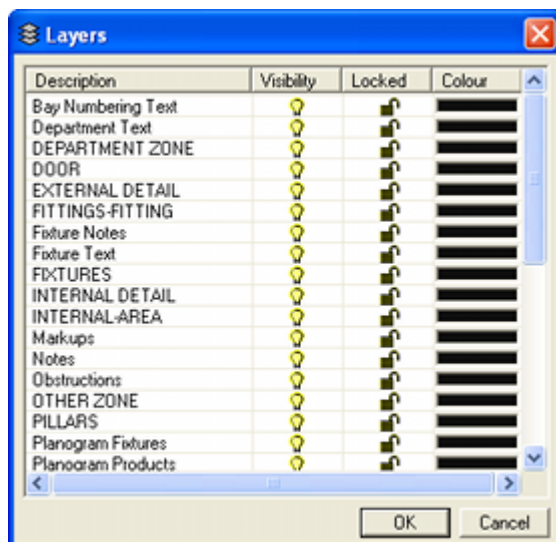 Layers
Description Visibility Locked Colour
Bay Numbering Text
Department Text
DEPARTMENT ZONE
DOOR
EXTERNAL DETAIL
FITTINGS-FITTING
Fixture Notes
Fixture Text
FIXTURES
INTERNAL DETAIL
INTERNAL-AREA
Markups
Notes
Obstructions
OTHER ZONE
PILLARS
Planogram Fixtures
Planogram Products
OK Cancel